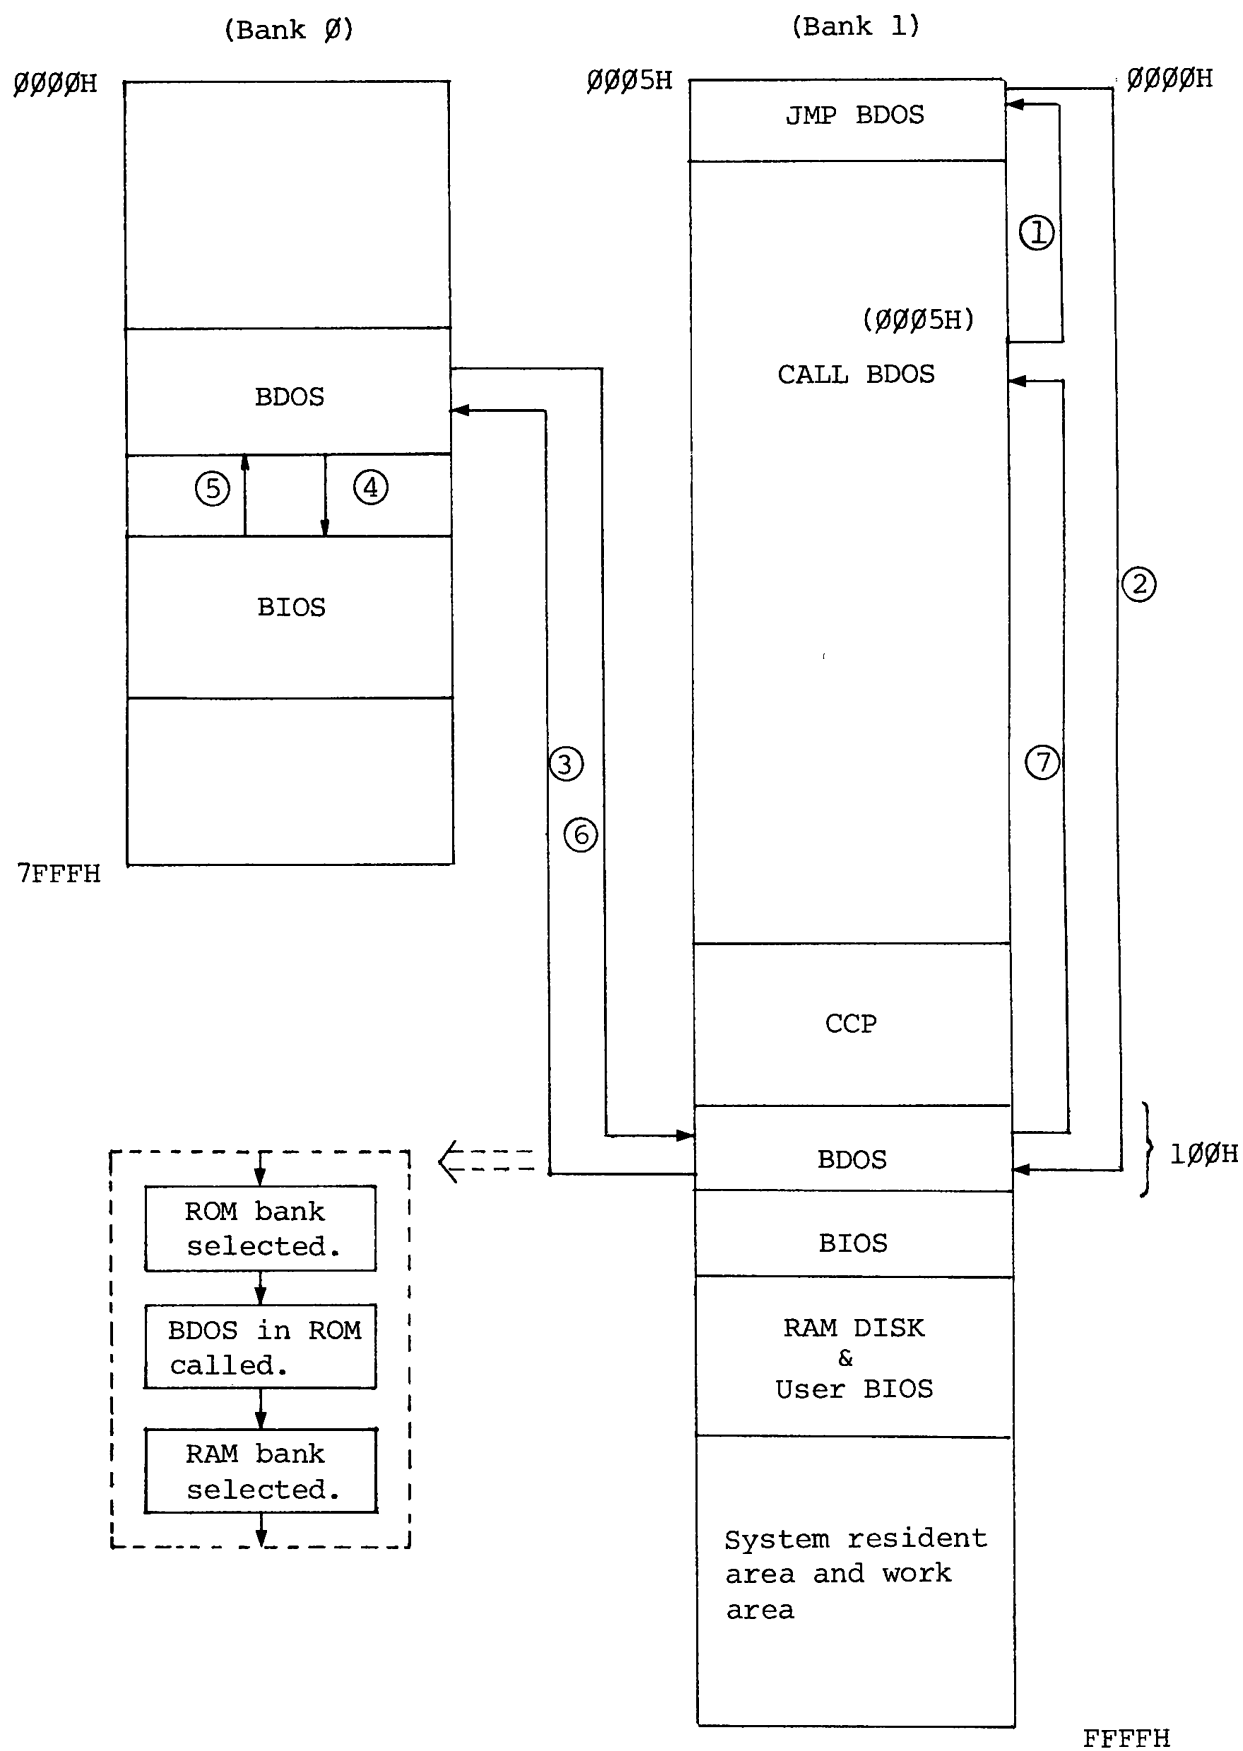 (Bank Ø)
(Bank 1)
ØØØØH
ØØØ5H
ØØØØH
JMP BDOS
①
(ØØØ5H)
CALL BDOS
BDOS
⑤
④
②
BIOS
③
⑦
⑥
7FFFH
CCP
BDOS
1ØØH
ROM bank
selected.
BIOS
BDOS in ROM
called.
RAM DISK
&
User BIOS
RAM bank
selected.
System resident
area and work
area
FFFFH